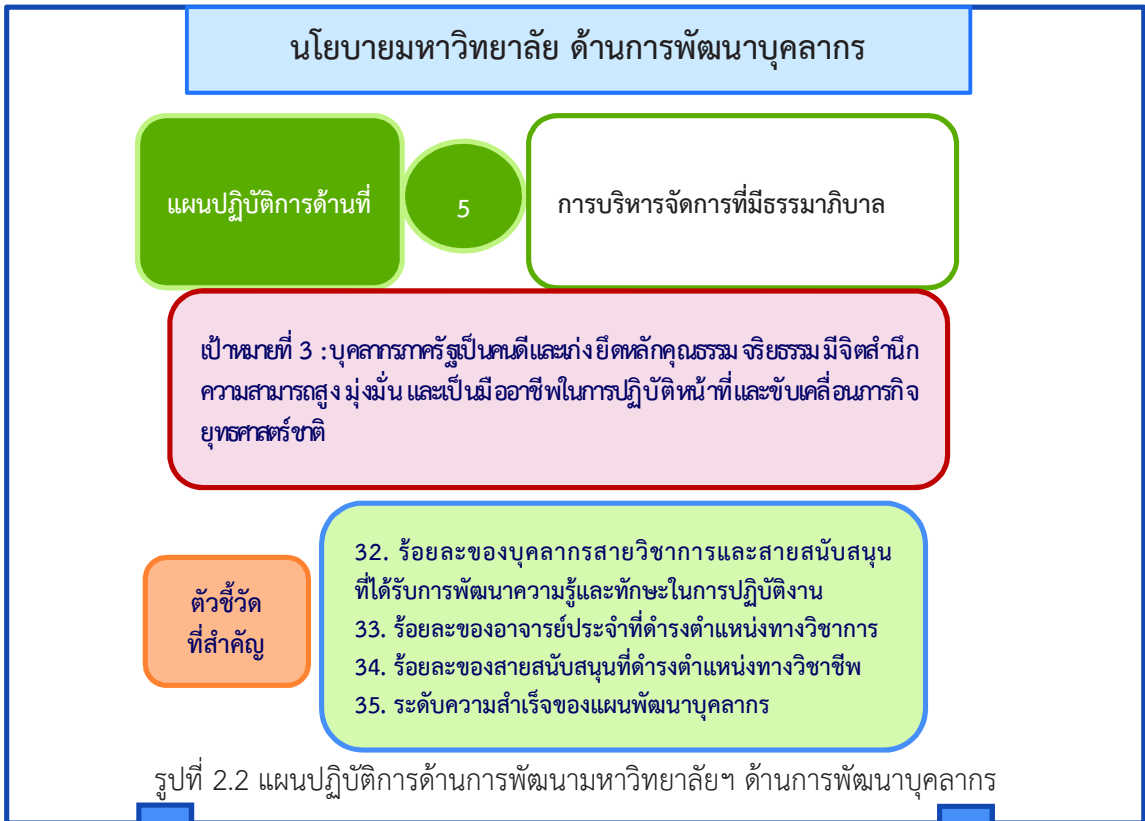 นโยบายมหาวิทยาลัย ด้านการพัฒนาบุคลากร
แผนปฏิบัติการด้านที่
5
การบริหารจัดการที่มีธรรมาภิบาล
เป้าหมายที่ 3 : บุคลากรภาครัฐเป็นคนดีและเก่ง ยึดหลักคุณธรรม จริยธรรม มีจิตสำนึก
ความสามารถสูง มุ่งมั่น และเป็นมืออาชีพในการปฏิบัติหน้าที่และขับเคลื่อนภารกิจ
ยุทธศาสตร์ชาติ
ตัวชี้วัด
ที่สำคัญ
32. ร้อยละของบุคลากรสายวิชาการและสายสนับสนุน
ที่ได้รับการพัฒนาความรู้และทักษะในการปฏิบัติงาน
33. ร้อยละของอาจารย์ประจำที่ดำรงตำแหน่งทางวิชาการ
34. ร้อยละของสายสนับสนุนที่ดำรงตำแหน่งทางวิชาชีพ
35. ระดับความสำเร็จของแผนพัฒนาบุคลากร
รูปที่ 2.2 แผนปฏิบัติการด้านการพัฒนามหาวิทยาลัยฯ ด้านการพัฒนาบุคลากร